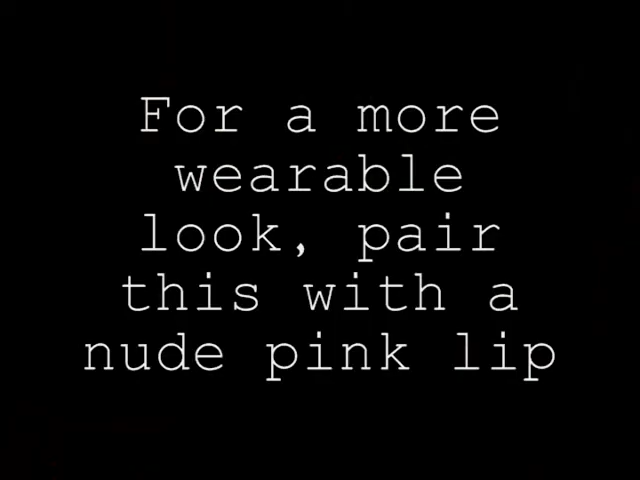 For a more
wearable
look, pair
this with a
nude pink lip